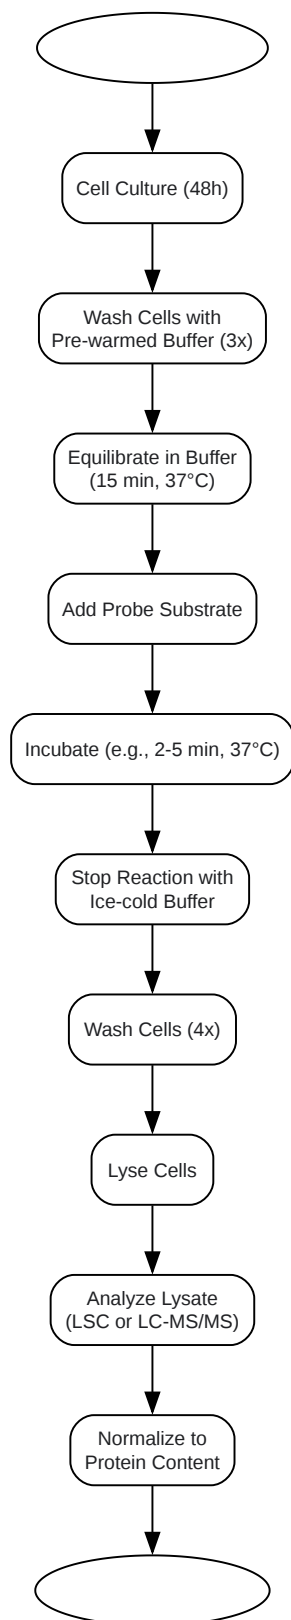 Cell Culture (48h)
Wash Cells with
Pre-warmed Buffer (3x)
Equilibrate in Buffer
(15 min, 37°C)
Add Probe Substrate
Incubate (e.g., 2-5 min, 37°C)
Stop Reaction with
Ice-cold Buffer
Wash Cells (4x)
Lyse Cells
Analyze Lysate
(LSC or LC-MS/MS)
Normalize to
Protein Content